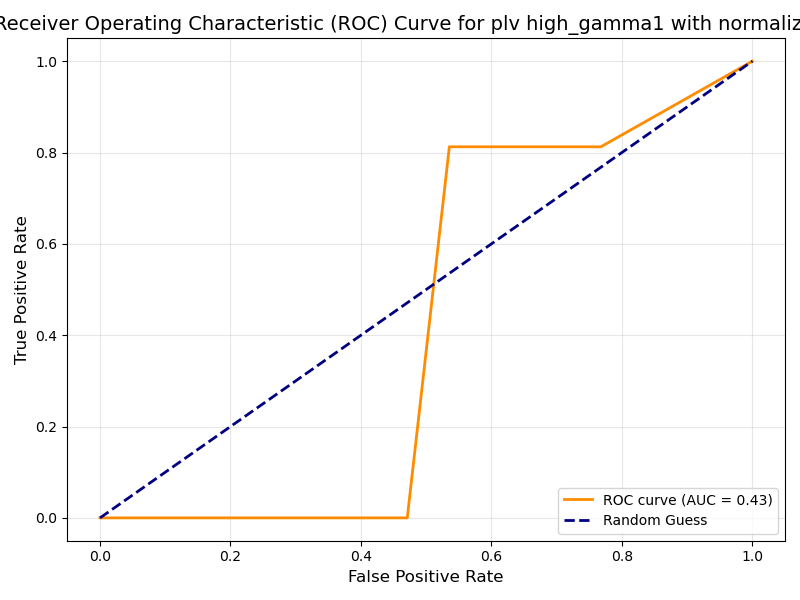 Receiver Operating Characteristic (ROC) Curve for plv high_gamma1 with normaliz
1.0
0.8
0.6
0.4
0.2
0.0
True Positive Rate
0.0 0.2 0.4 0.6 0.8 1.0
False Positive Rate
ROC curve (AUC = 0.43)
Random Guess